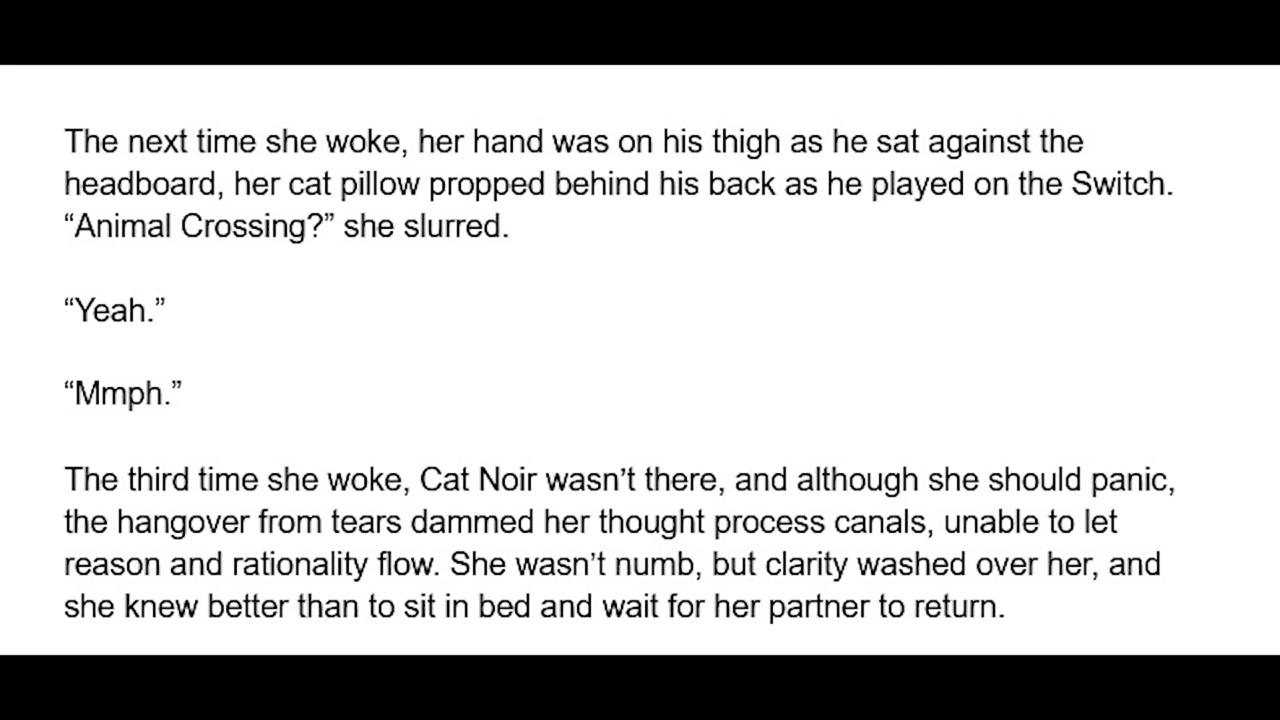 The next time she woke, her hand was on his thigh as he sat against the
headboard, her cat pillow propped behind his back as he played on the Switch.
“Animal Crossing?” she slurred.
“Yeah.”
“Mmph.”
The third time she woke, Cat Noir wasn’t there, and although she should panic,
the hangover from tears dammed her thought process canals, unable to let
reason and rationality flow. She wasn’t numb, but clarity washed over her, and
she knew better than to sit in bed and wait for her partner to return.